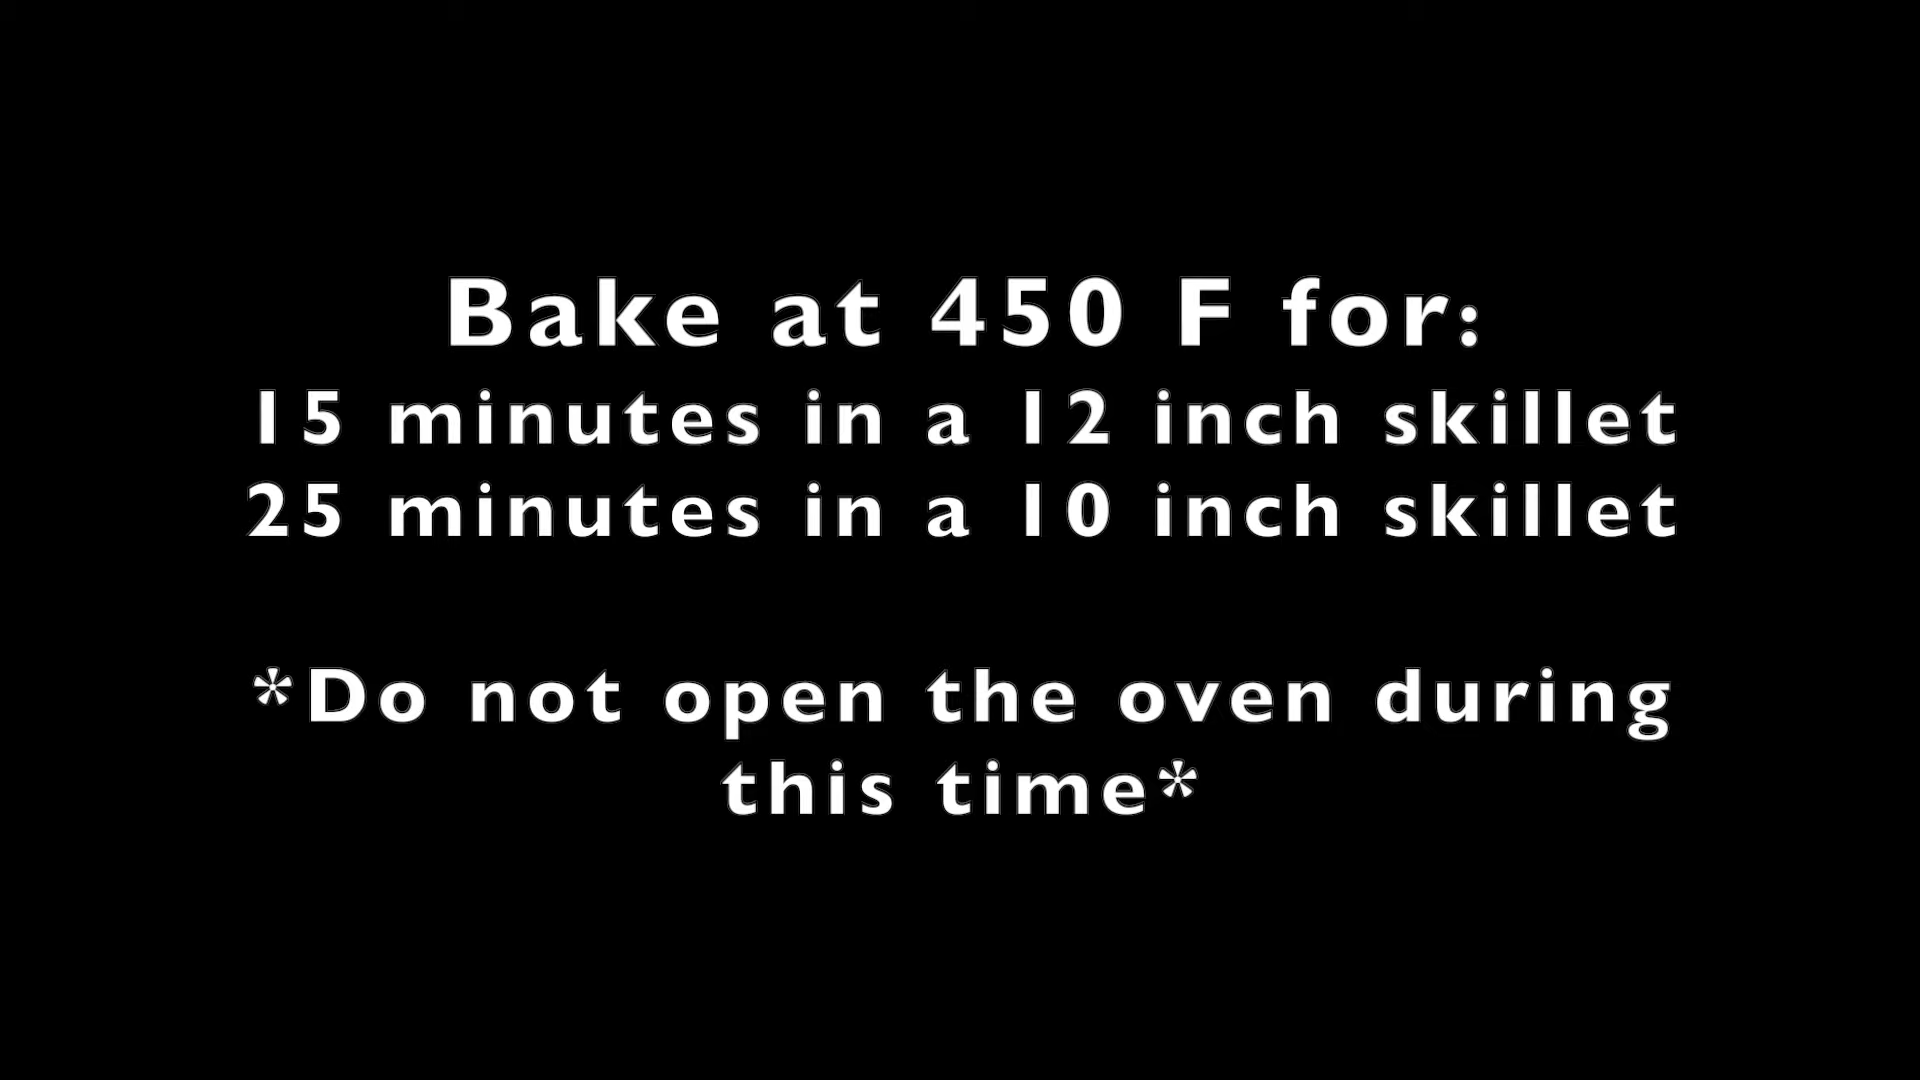 Bake at 450 F for:
15 minutes in a 12 inch skillet
25 minutes in a 10 inch skillet
*Do not open the oven during
this time*